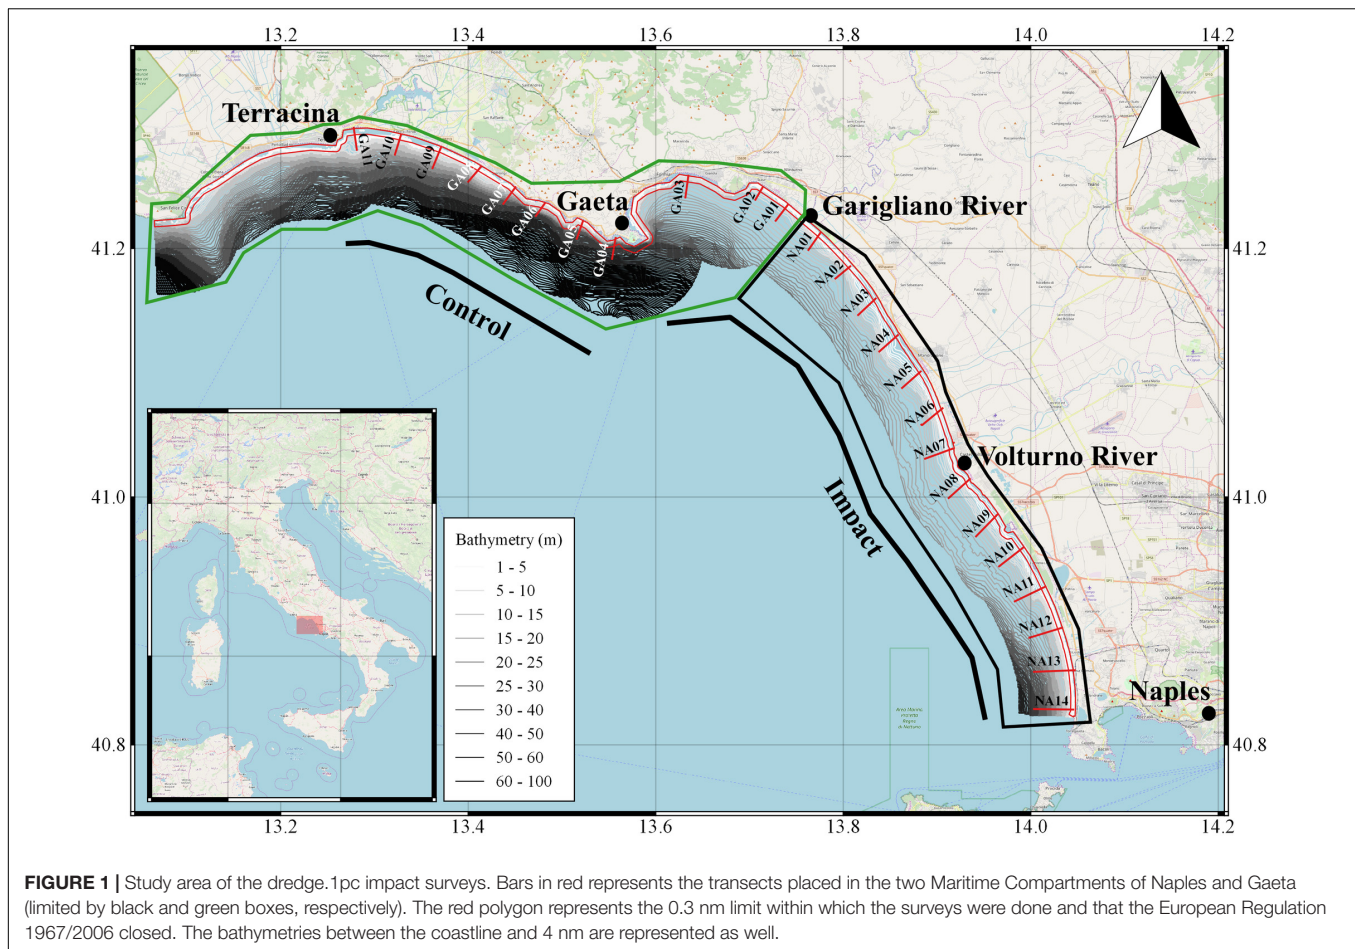 13.2 13.4 13.6 13.8 14.0 14.2
Terracina
GA11
GA10
GA09
GA08
GA07
GA06
GA05
GA04
Gaeta
GA03
GA02
GA01
Garigliano River
41.2
41.2
Control
NA01
NA02
NA03
NA04
NA05
NA06
NA07
Volturno River
NA08
41.0
41.0
Impact
NA09
NA10
NA11
NA12
NA13
NA14
Naples
Bathymetry (m)
1 - 5
5 - 10
10 - 15
15 - 20
20 - 25
25 - 30
30 - 40
40 - 50
50 - 60
60 - 100
40.8
40.8
13.2 13.4 13.6 13.8 14.0 14.2
FIGURE 1 | Study area of the dredge.1pc impact surveys. Bars in red represents the transects placed in the two Maritime Compartments of Naples and Gaeta
(limited by black and green boxes, respectively). The red polygon represents the 0.3 nm limit within which the surveys were done and that the European Regulation
1967/2006 closed. The bathymetries between the coastline and 4 nm are represented as well.